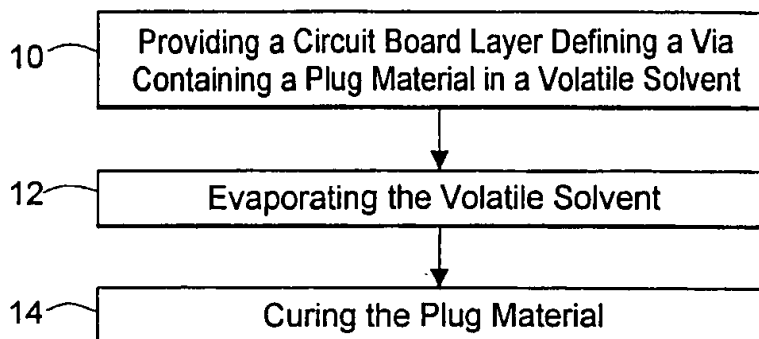 10
Providing a Circuit Board Layer Defining a Via
Containing a Plug Material in a Volatile Solvent
12
Evaporating the Volatile Solvent
14
Curing the Plug Material